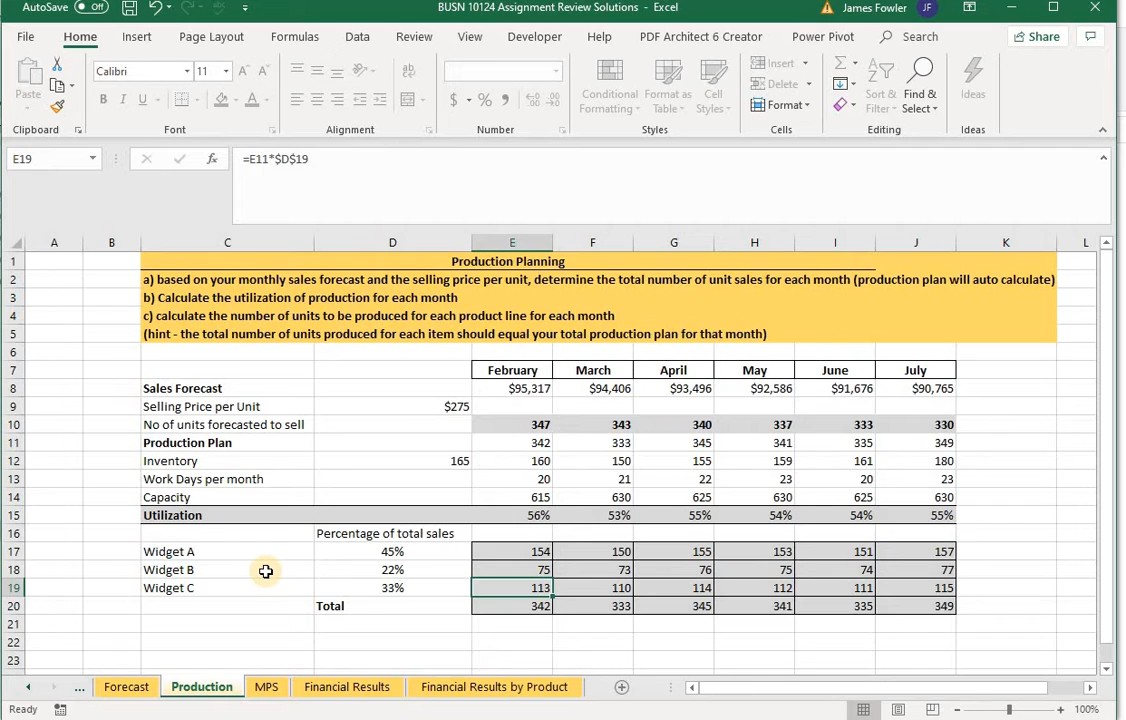 AutoSave Off BUSN 10124 Assignment Review Solutions - Excel James Fowler JF
File Home Insert Page Layout Formulas Data Review View Developer Help PDF Architect 6 Creator Power Pivot Search Share
Paste Calibri 11 A A ab Insert Σ
B I U A $ % , Conditional Formatting Format as Table Cell Styles Delete Format Sort & Filter Find & Select Ideas
Clipboard Font Alignment Number Styles Cells Editing Ideas
E19 fx =E11*$D$19
A B C D E F G H I J K L
1 Production Planning
2 a) based on your monthly sales forecast and the selling price per unit, determine the total number of unit sales for each month (production plan will auto calculate)
3 b) Calculate the utilization of production for each month
4 c) calculate the number of units to be produced for each product line for each month
5 (hint - the total number of units produced for each item should equal your total production plan for that month)
6
7 February March April May June July
8 Sales Forecast $95,317 $94,406 $93,496 $92,586 $91,676 $90,765
9 Selling Price per Unit $275
10 No of units forecasted to sell 347 343 340 337 333 330
11 Production Plan 342 333 345 341 335 349
12 Inventory 165 160 150 155 159 161 180
13 Work Days per month 20 21 22 23 20 23
14 Capacity 615 630 625 630 625 630
15 Utilization 56% 53% 55% 54% 54% 55%
16 Percentage of total sales
17 Widget A 45% 154 150 155 153 151 157
18 Widget B 22% 75 73 76 75 74 77
19 Widget C 33% 113 110 114 112 111 115
20 Total 342 333 345 341 335 349
21
22
23
... Forecast Production MPS Financial Results Financial Results by Product
Ready 100%